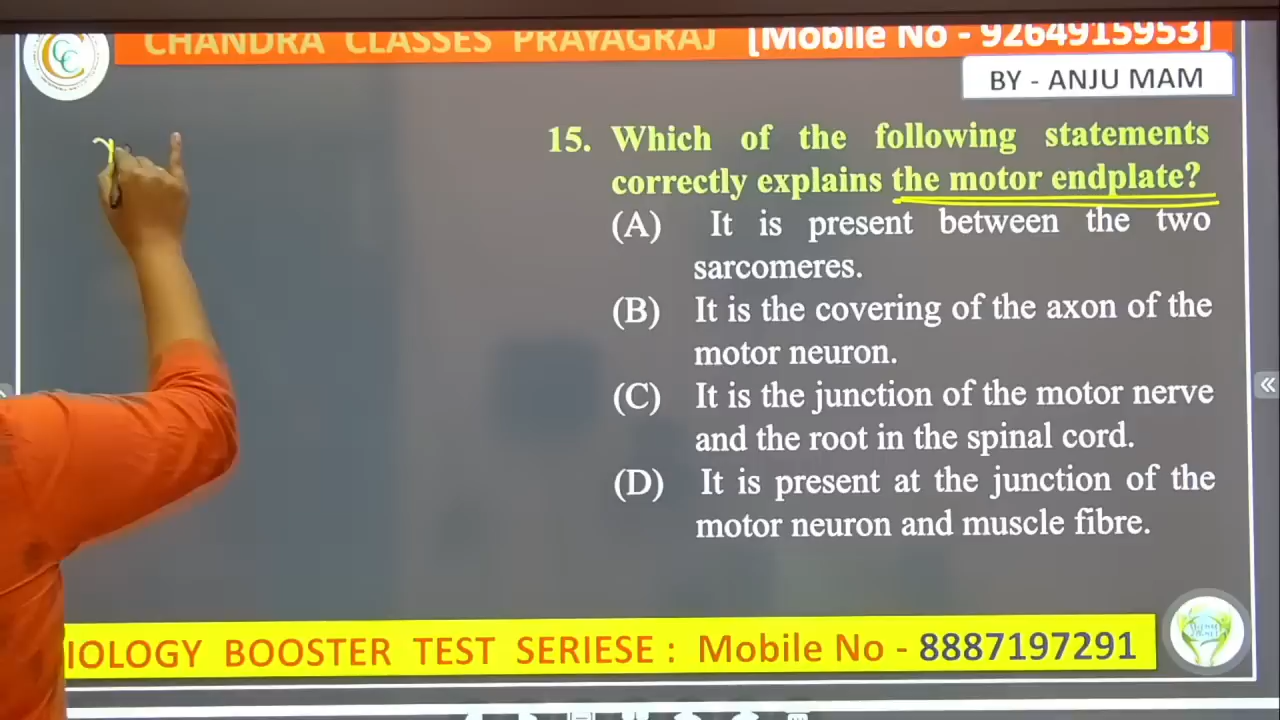 CHANDRA CLASSES PRAYAGRAJ [Mobile No - 9264915953]
BY - ANJU MAM
15. Which of the following statements
correctly explains the motor endplate?
(A) It is present between the two
sarcomeres.
(B) It is the covering of the axon of the
motor neuron.
(C) It is the junction of the motor nerve
and the root in the spinal cord.
(D) It is present at the junction of the
motor neuron and muscle fibre.
IOLOGY BOOSTER TEST SERIESE : Mobile No - 8887197291